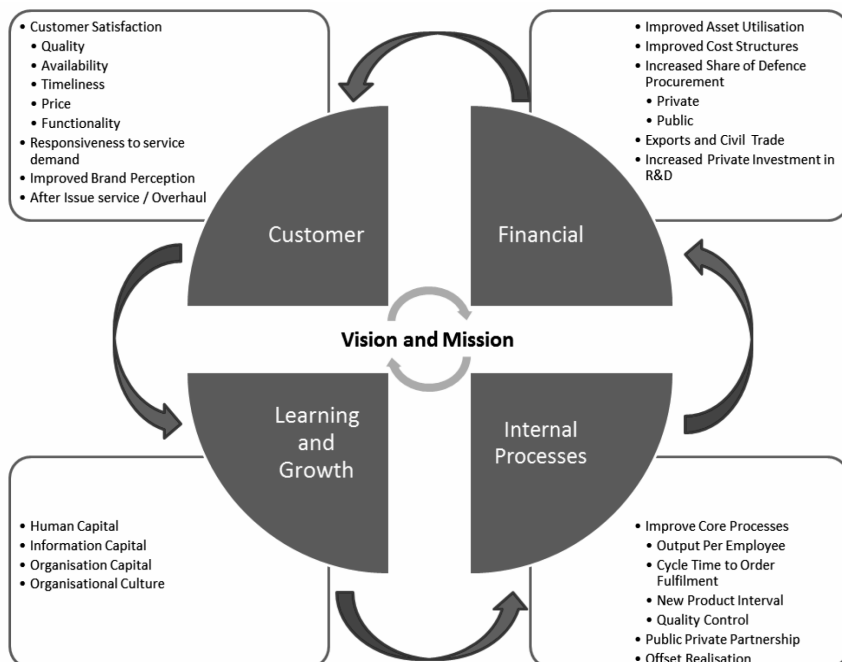 • Customer Satisfaction
• Quality
• Availability
• Timeliness
• Price
• Functionality
• Responsiveness to service
demand
• Improved Brand Perception
• After Issue service / Overhaul
• Improved Asset Utilisation
• Improved Cost Structures
• Increased Share of Defence
Procurement
• Private
• Public
• Exports and Civil Trade
• Increased Private Investment in
R&D
Customer
Financial
Vision and Mission
Learning
and
Growth
Internal
Processes
• Human Capital
• Information Capital
• Organisation Capital
• Organisational Culture
• Improve Core Processes
• Output Per Employee
• Cycle Time to Order
Fulfilment
• New Product Interval
• Quality Control
• Public Private Partnership
• Offset Realisation